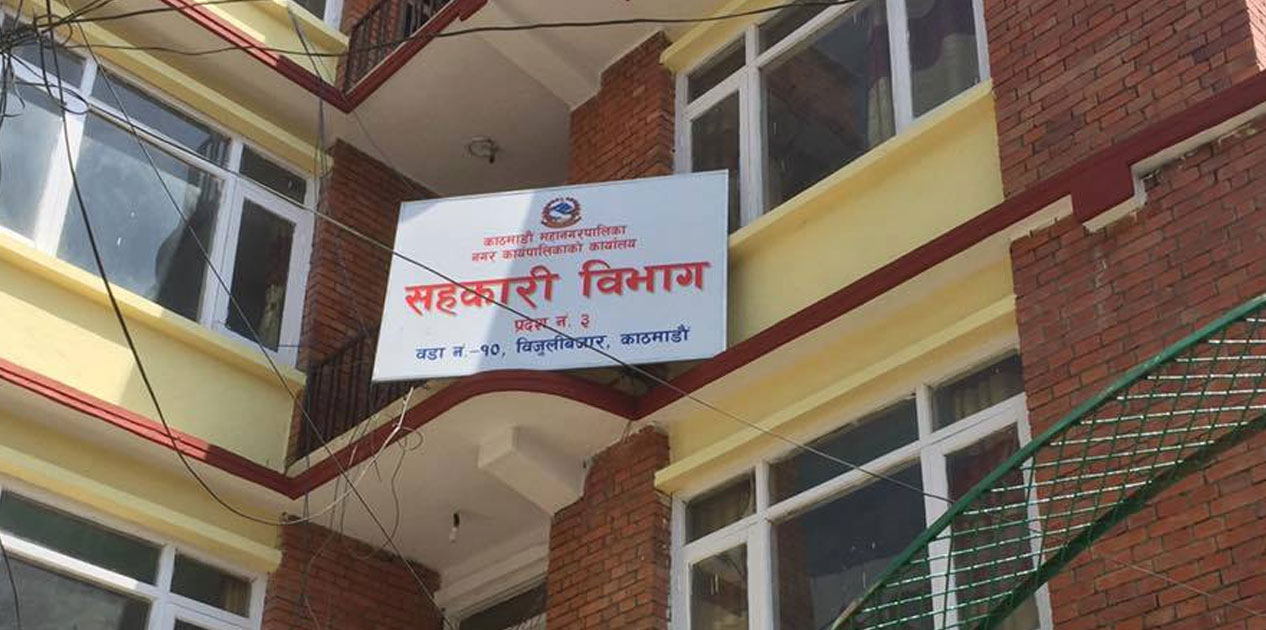 काठमाडौं महानगरपालिका
नगर कार्यपालिकाको कार्यालय
सहकारी विभाग
प्रदेश नं. ३
वडा नं.-१०, विजुलीबजार, काठमाडौं